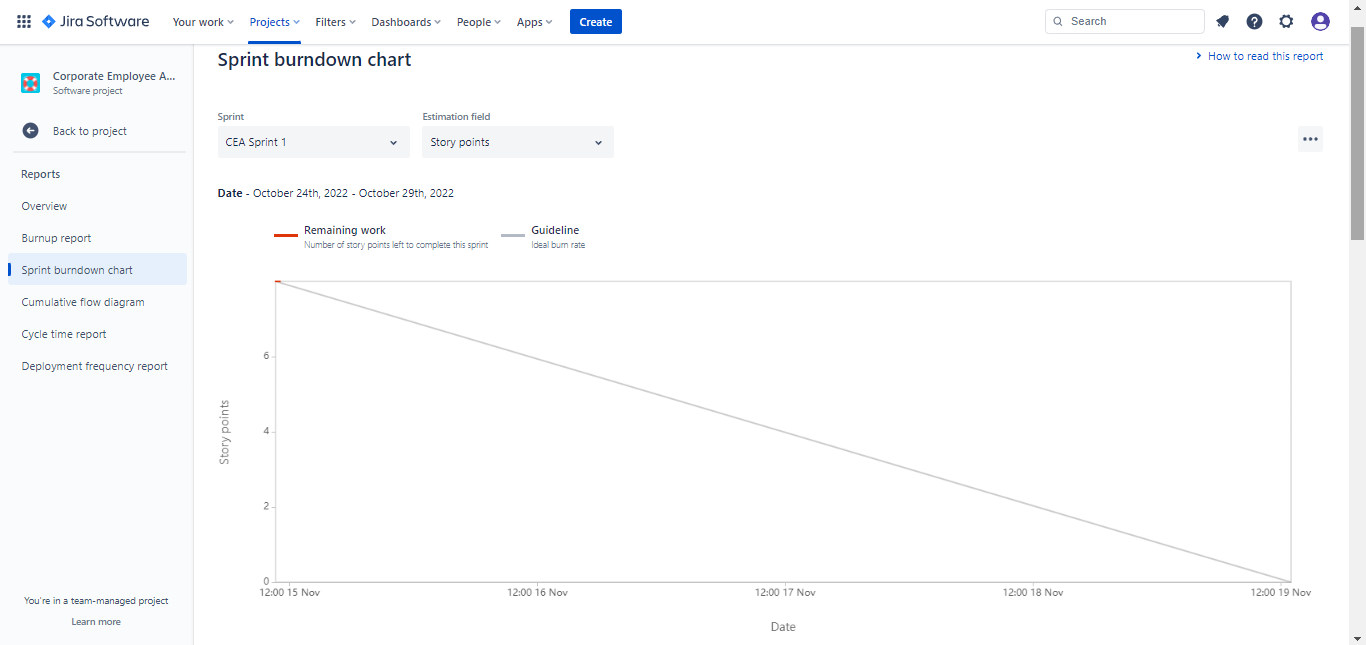 Jira Software
Your work Projects Filters Dashboards People Apps Create Search
Corporate Employee A...
Software project
Back to project
Reports
Overview
Burnup report
Sprint burndown chart
Cumulative flow diagram
Cycle time report
Deployment frequency report
You're in a team-managed project
Learn more
Sprint burndown chart
How to read this report
Sprint Estimation field
CEA Sprint 1 Story points
Date - October 24th, 2022 - October 29th, 2022
Remaining work
Number of story points left to complete this sprint
Guideline
Ideal burn rate
Story points
6
4
2
0
12:00 15 Nov 12:00 16 Nov 12:00 17 Nov 12:00 18 Nov 12:00 19 Nov
Date